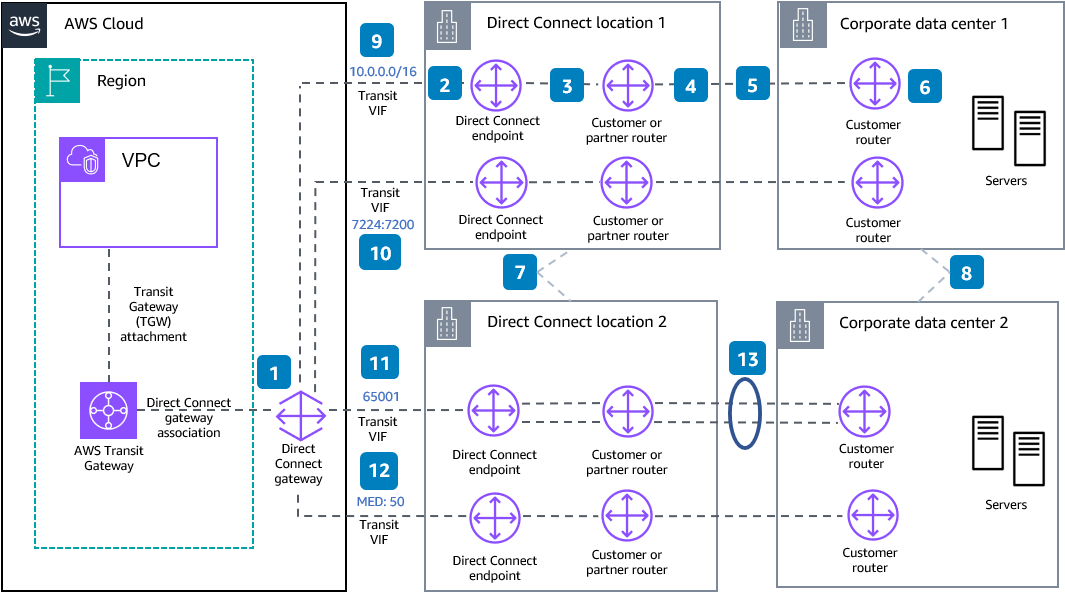 aws
AWS Cloud
Region
VPC
Transit
Gateway
(TGW)
attachment
AWS Transit
Gateway
Direct Connect
gateway
association
1
Direct
Connect
gateway
9
10.0.0.0/16
Transit
VIF
Transit
VIF
7224:7200
10
11
65001
Transit
VIF
12
MED: 50
Transit
VIF
Direct Connect location 1
2
3
4
Direct Connect
endpoint
Customer or
partner router
Direct Connect
endpoint
Customer or
partner router
5
Corporate data center 1
6
Customer
router
Servers
Customer
router
7
8
Direct Connect location 2
Direct Connect
endpoint
Customer or
partner router
Direct Connect
endpoint
Customer or
partner router
13
Corporate data center 2
Customer
router
Servers
Customer
router